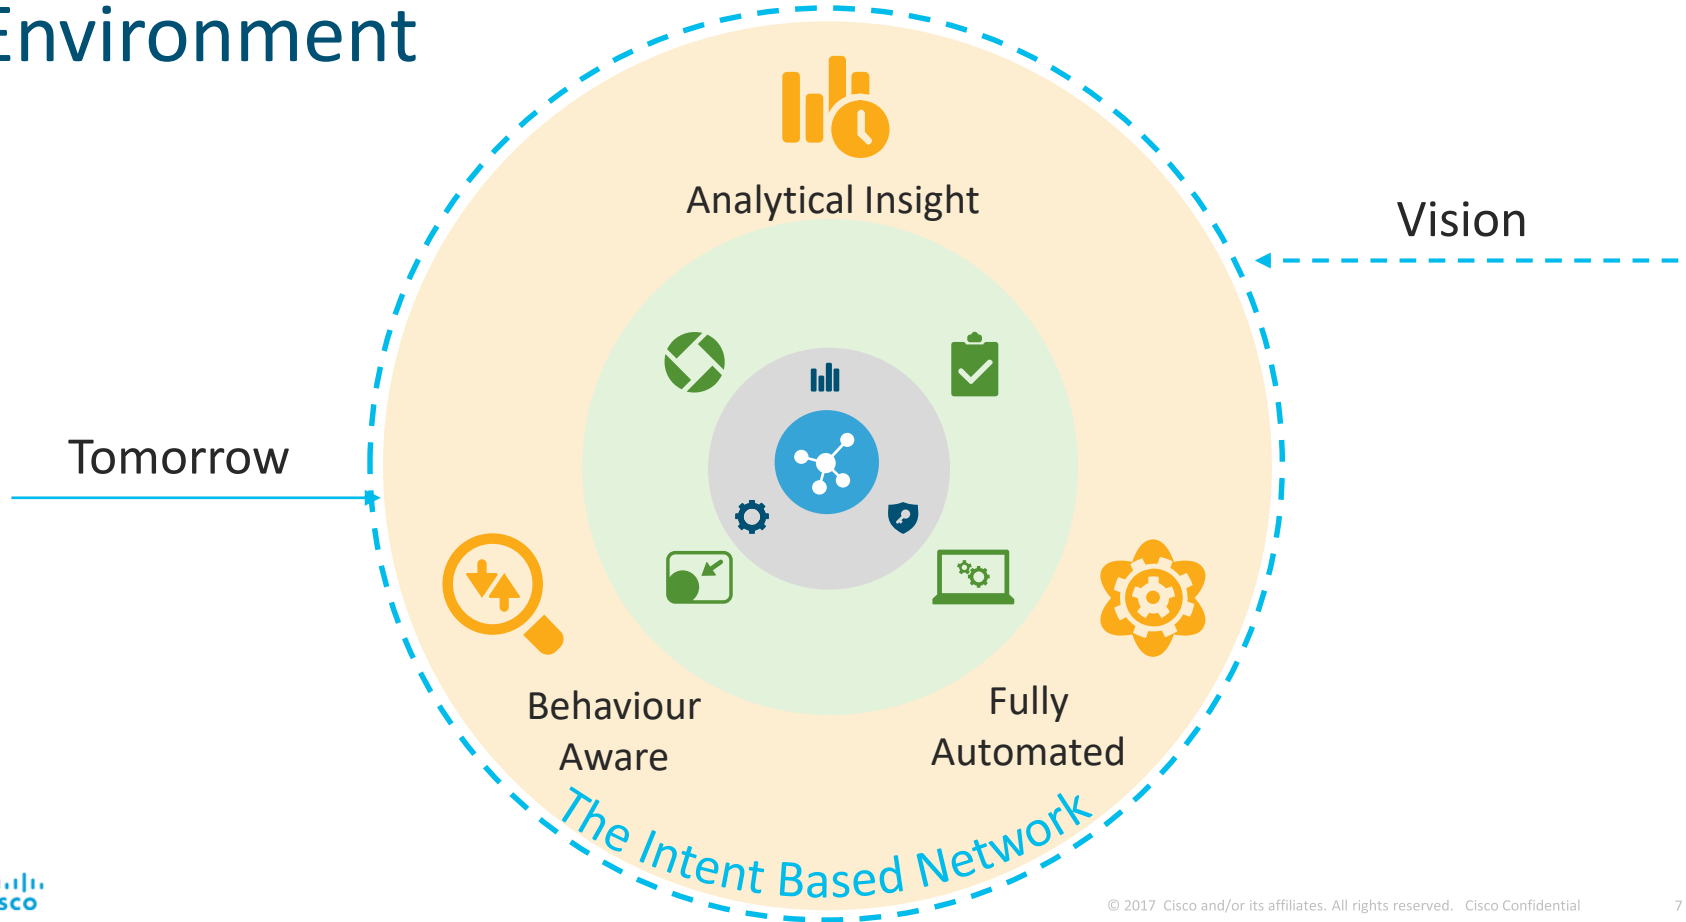 Environment
Analytical Insight
Vision
Tomorrow
Behaviour
Aware
Fully
Automated
The Intent Based Network
© 2017 Cisco and/or its affiliates. All rights reserved. Cisco Confidential 7